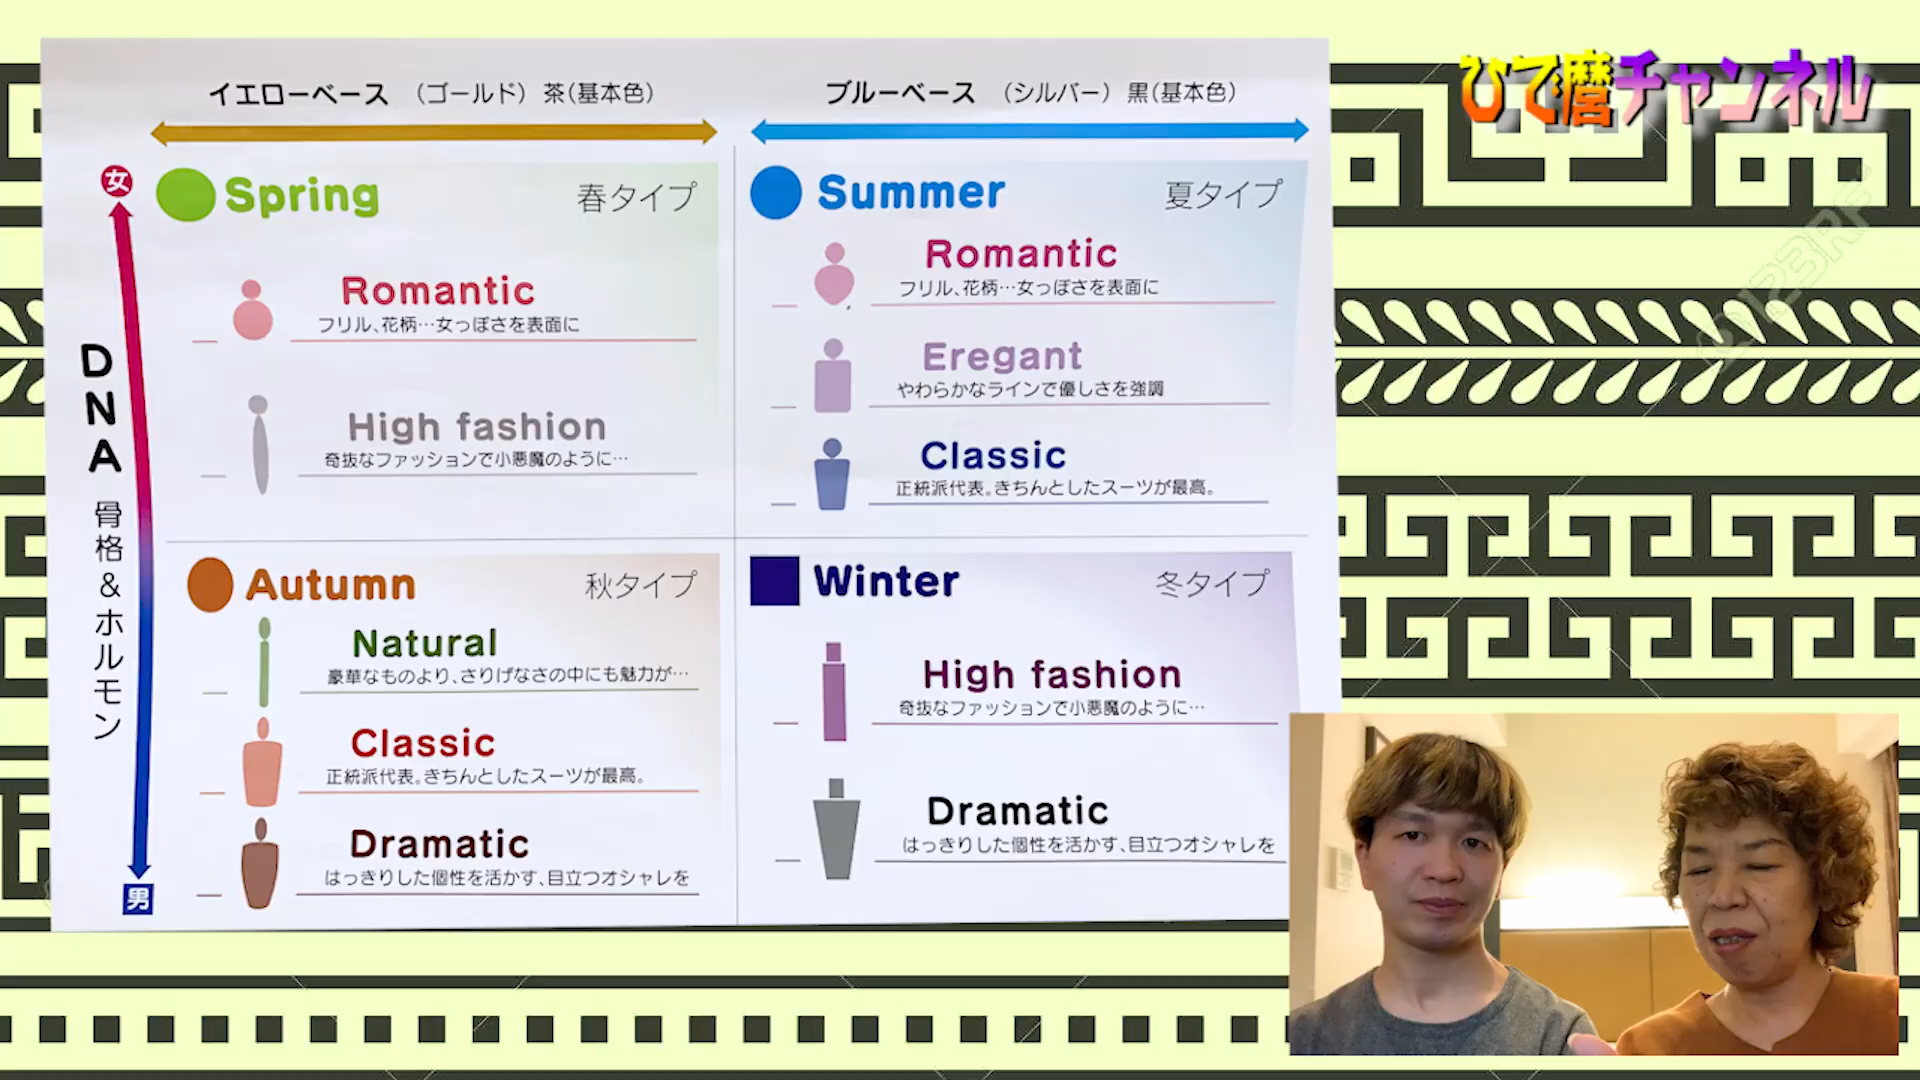 ひで磨チャンネル
イエローベース （ゴールド） 茶（基本色）
ブルーベース （シルバー） 黒（基本色）
女
DNA 骨格＆ホルモン
男
Spring 春タイプ
Romantic
フリル、花柄…女っぽさを表面に
High fashion
奇抜なファッションで小悪魔のように…
Summer 夏タイプ
Romantic
フリル、花柄…女っぽさを表面に
Eregant
やわらかなラインで優しさを強調
Classic
正統派代表。きちんとしたスーツが最高。
Autumn 秋タイプ
Natural
豪華なものより、さりげなさの中にも魅力が…
Classic
正統派代表。きちんとしたスーツが最高。
Dramatic
はっきりした個性を活かす、目立つオシャレを
Winter 冬タイプ
High fashion
奇抜なファッションで小悪魔のように…
Dramatic
はっきりした個性を活かす、目立つオシャレを
123RF